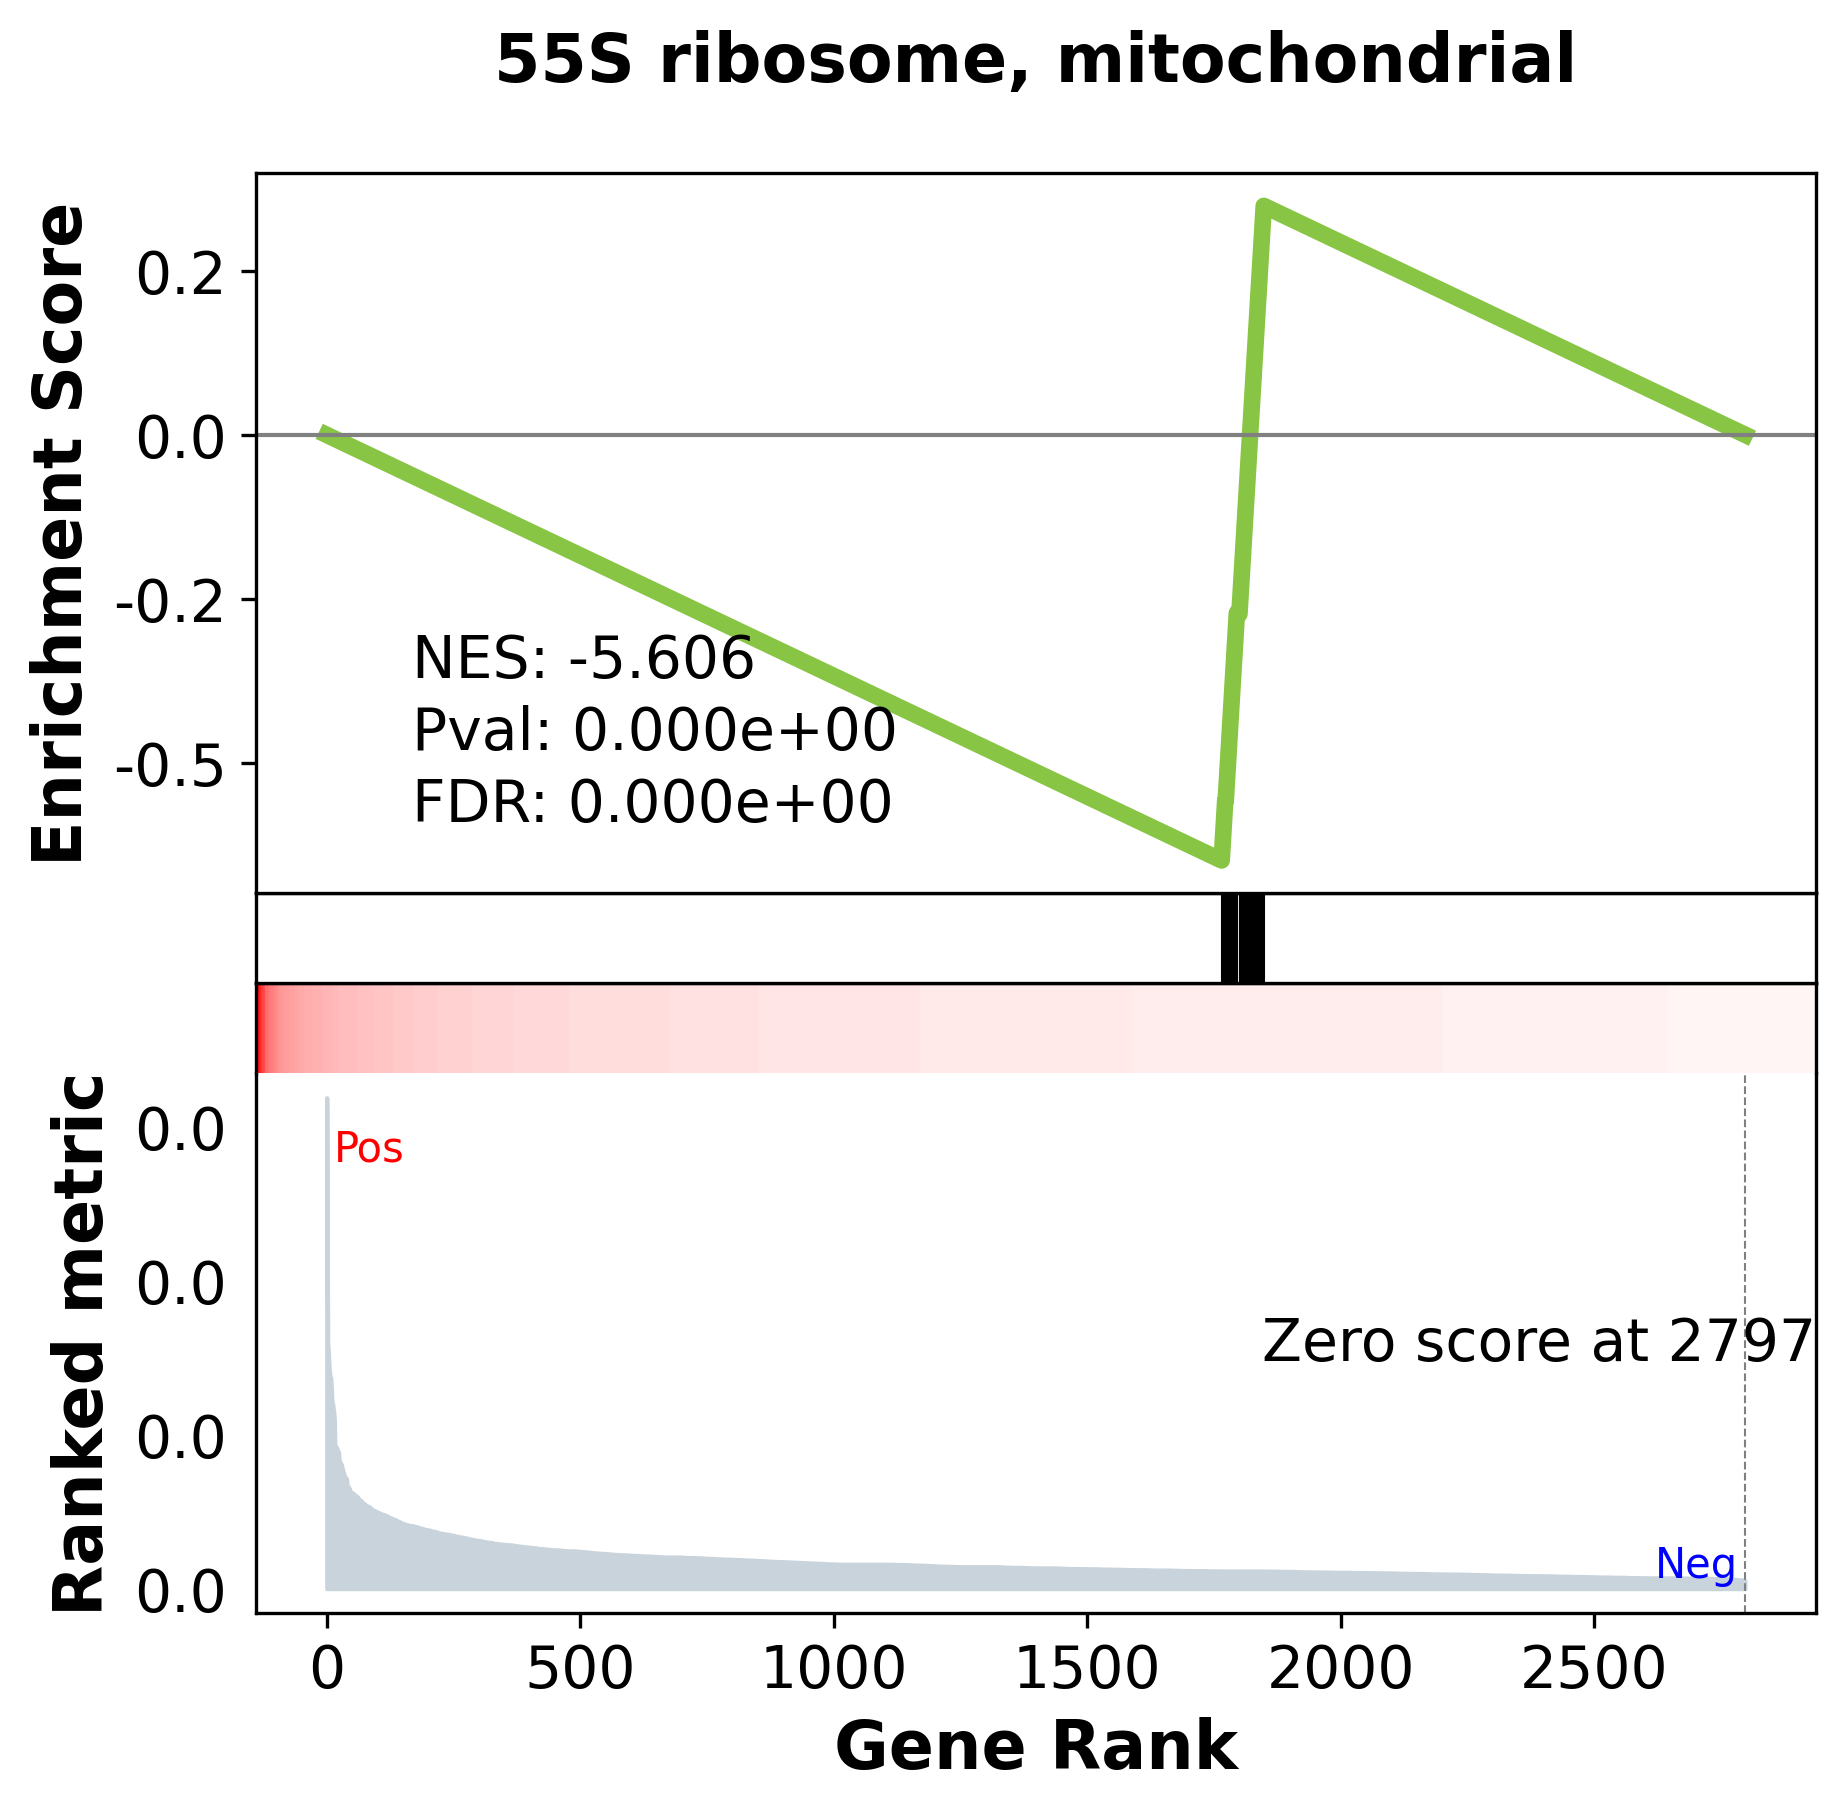 55S ribosome, mitochondrial
Enrichment Score
0.2
0.0
-0.2
-0.5
NES: -5.606
Pval: 0.000e+00
FDR: 0.000e+00
Ranked metric
0.0
0.0
0.0
0.0
Pos
Zero score at 2797
Neg
0 500 1000 1500 2000 2500
Gene Rank